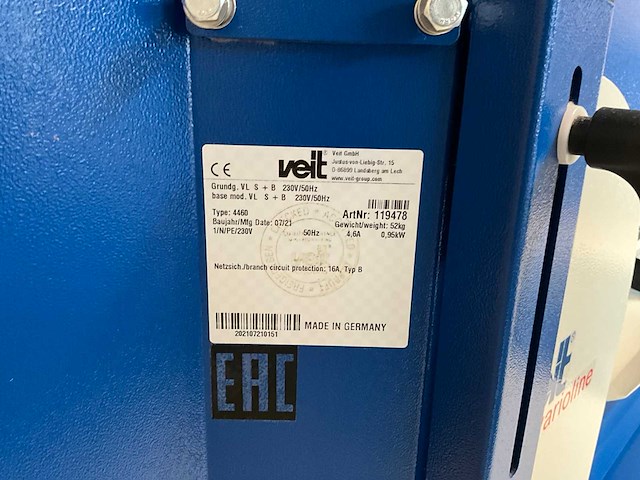 CE
veit®
Veit GmbH
Justus-von-Liebig-Str. 15
D-86899 Landsberg am Lech
www.veit-group.com
Grundg. VL S + B 230V/50Hz
base mod. VL S + B 230V/50Hz
Type: 4460 ArtNr: 119478
Baujahr/Mfg Date: 07/21 Gewicht/weight: 52kg
1/N/PE/230V 50Hz 4,6A 0,95kW
Netzsich./branch circuit protection: 16A, Typ B
202107210151
MADE IN GERMANY
EAC
arioline